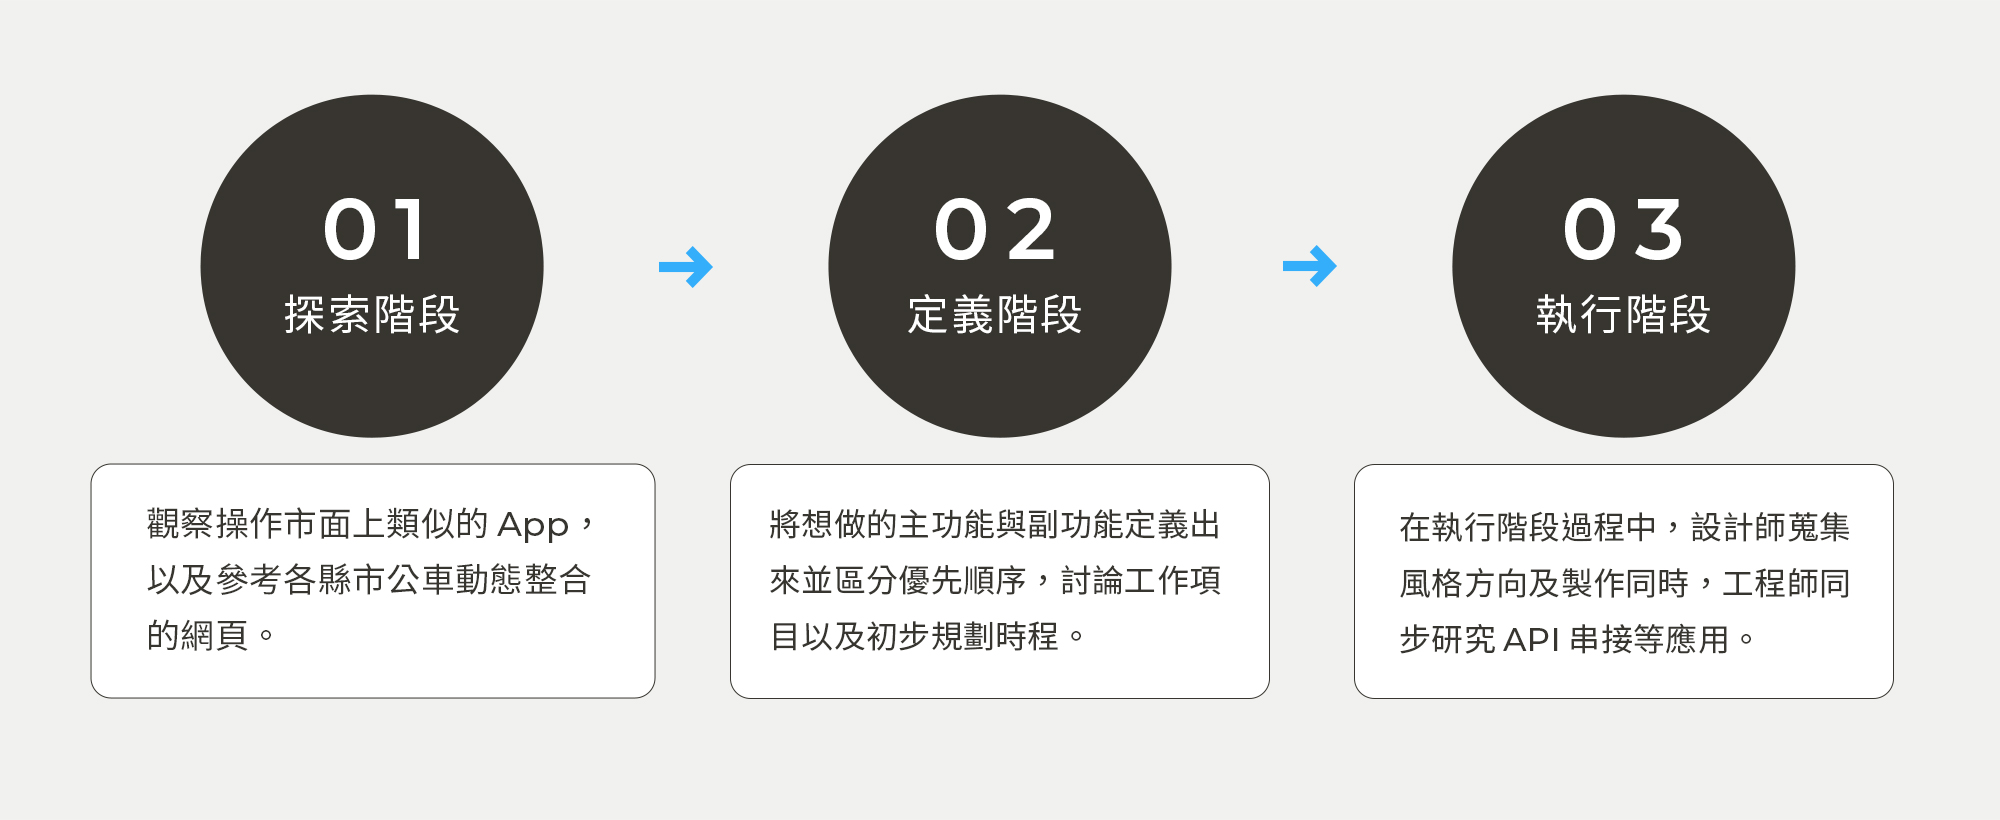 01
探索階段
觀察操作市面上類似的 App，
以及參考各縣市公車動態整合
的網頁。
02
定義階段
將想做的主功能與副功能定義出
來並區分優先順序，討論工作項
目以及初步規劃時程。
03
執行階段
在執行階段過程中，設計師蒐集
風格方向及製作同時，工程師同
步研究 API 串接等應用。